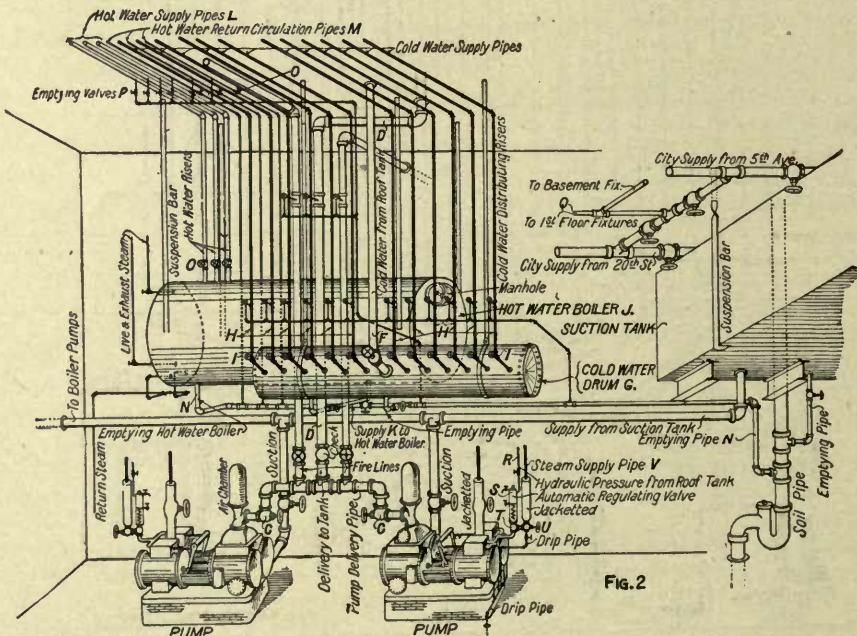 Hot Water Supply Pipes L
Hot Water Return Circulation Pipes M
Cold Water Supply Pipes
O
Emptying Valves P
D
City Supply from 5th Ave.
To Basement Fix.
To 1st Floor Fixtures
City Supply from 20th St
Suspension Bar
Hot Water Risers
Cold Water from Roof Tank
Cold Water Distributing Risers
Suspension Bar
O
Live & Exhaust Steam
Manhole
HOT WATER BOILER J.
SUCTION TANK
H
F
H
I
I
COLD WATER
DRUM G.
To Boiler Pumps
N
Emptying Hot Water Boiler
D
Supply K to
Hot Water Boiler
Emptying Pipe
Supply from Suction Tank
Emptying Pipe N
Emptying Pipe
Soil Pipe
Return Steam
Air Chamber
Suction
Check
Fire Lines
Suction
Jacketted
R
Steam Supply Pipe V
Hydraulic Pressure from Roof Tank
S
Automatic Regulating Valve
Jacketted
T
U
Drip Pipe
G
G
Delivery to Tank
Pump Delivery Pipe
Drip Pipe
FIG. 2
PUMP
PUMP